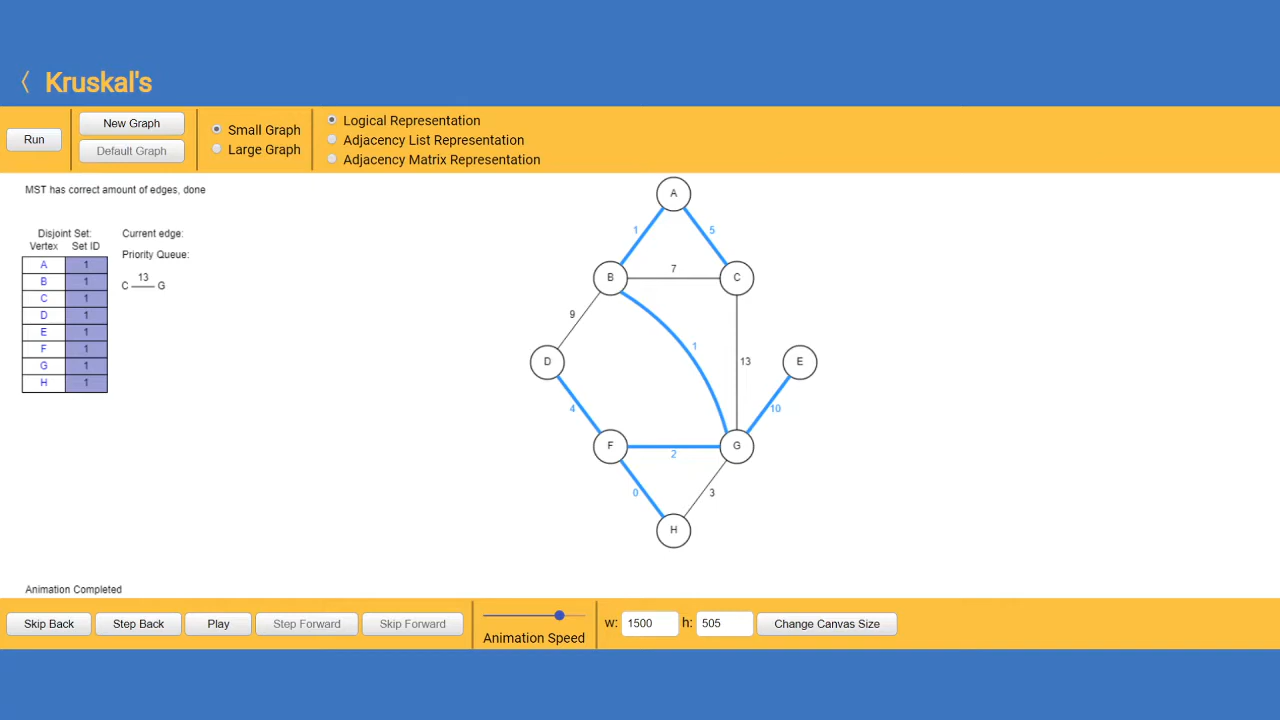 〈 Kruskal's
Run
New Graph
Default Graph
Small Graph
Large Graph
Logical Representation
Adjacency List Representation
Adjacency Matrix Representation
MST has correct amount of edges, done
Disjoint Set:
Vertex Set ID
A 1
B 1
C 1
D 1
E 1
F 1
G 1
H 1
Current edge:
Priority Queue:
13
C G
A
1 5
B 7 C
9
1
D 13 E
4 10
F 2 G
0 3
H
Animation Completed
Skip Back
Step Back
Play
Step Forward
Skip Forward
Animation Speed
w: 1500 h: 505
Change Canvas Size